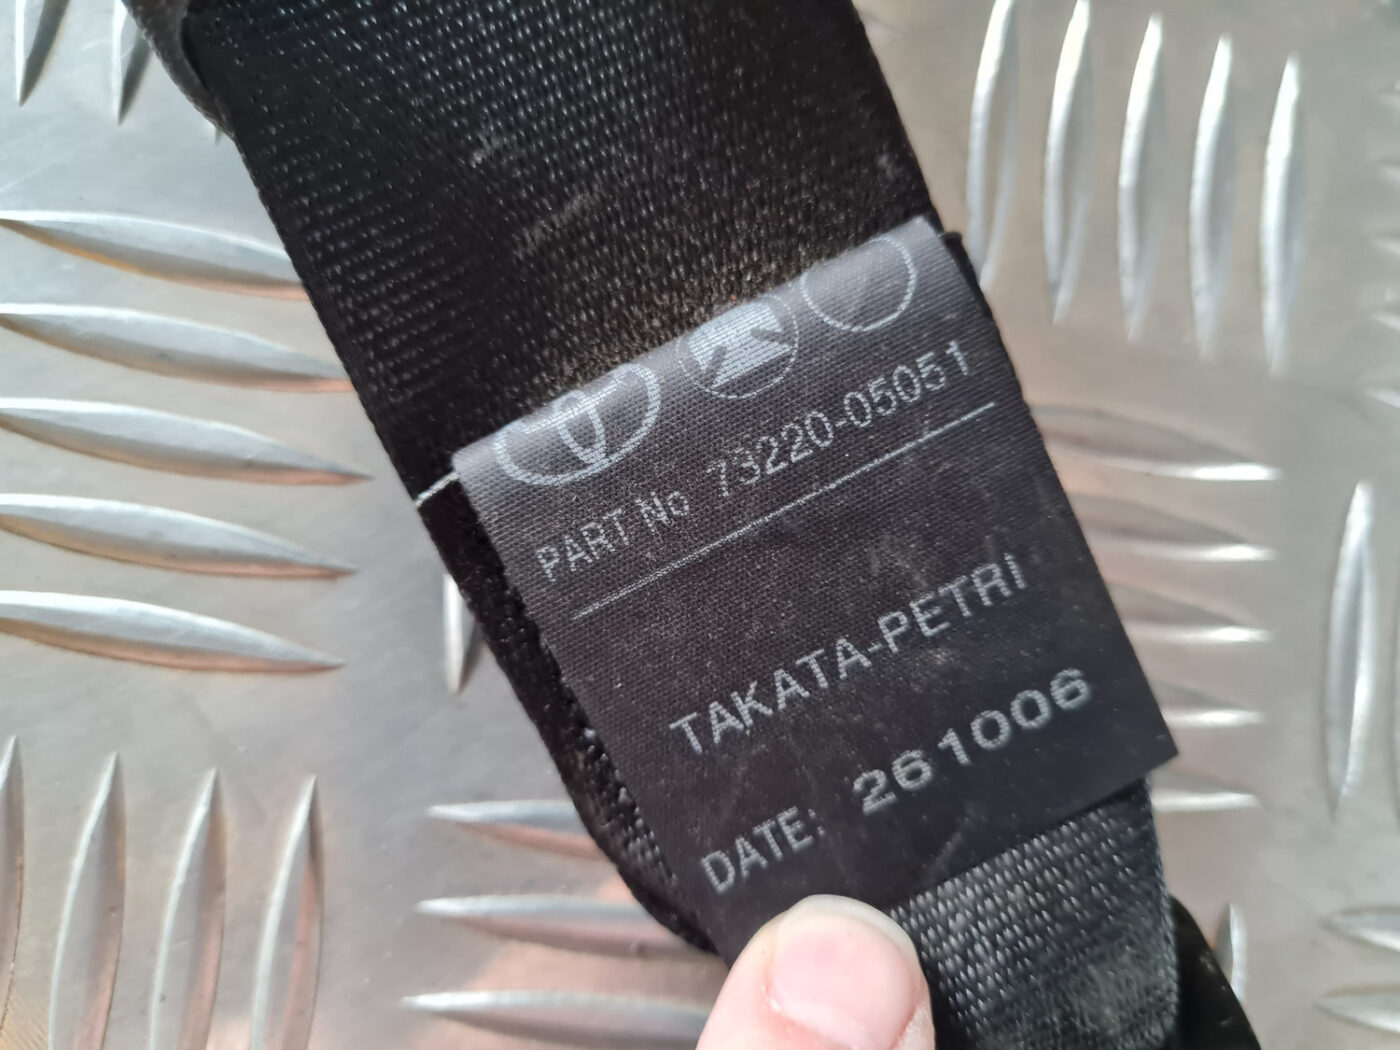 PART No 73220-05051
TAKATA-PETRI
DATE: 261006